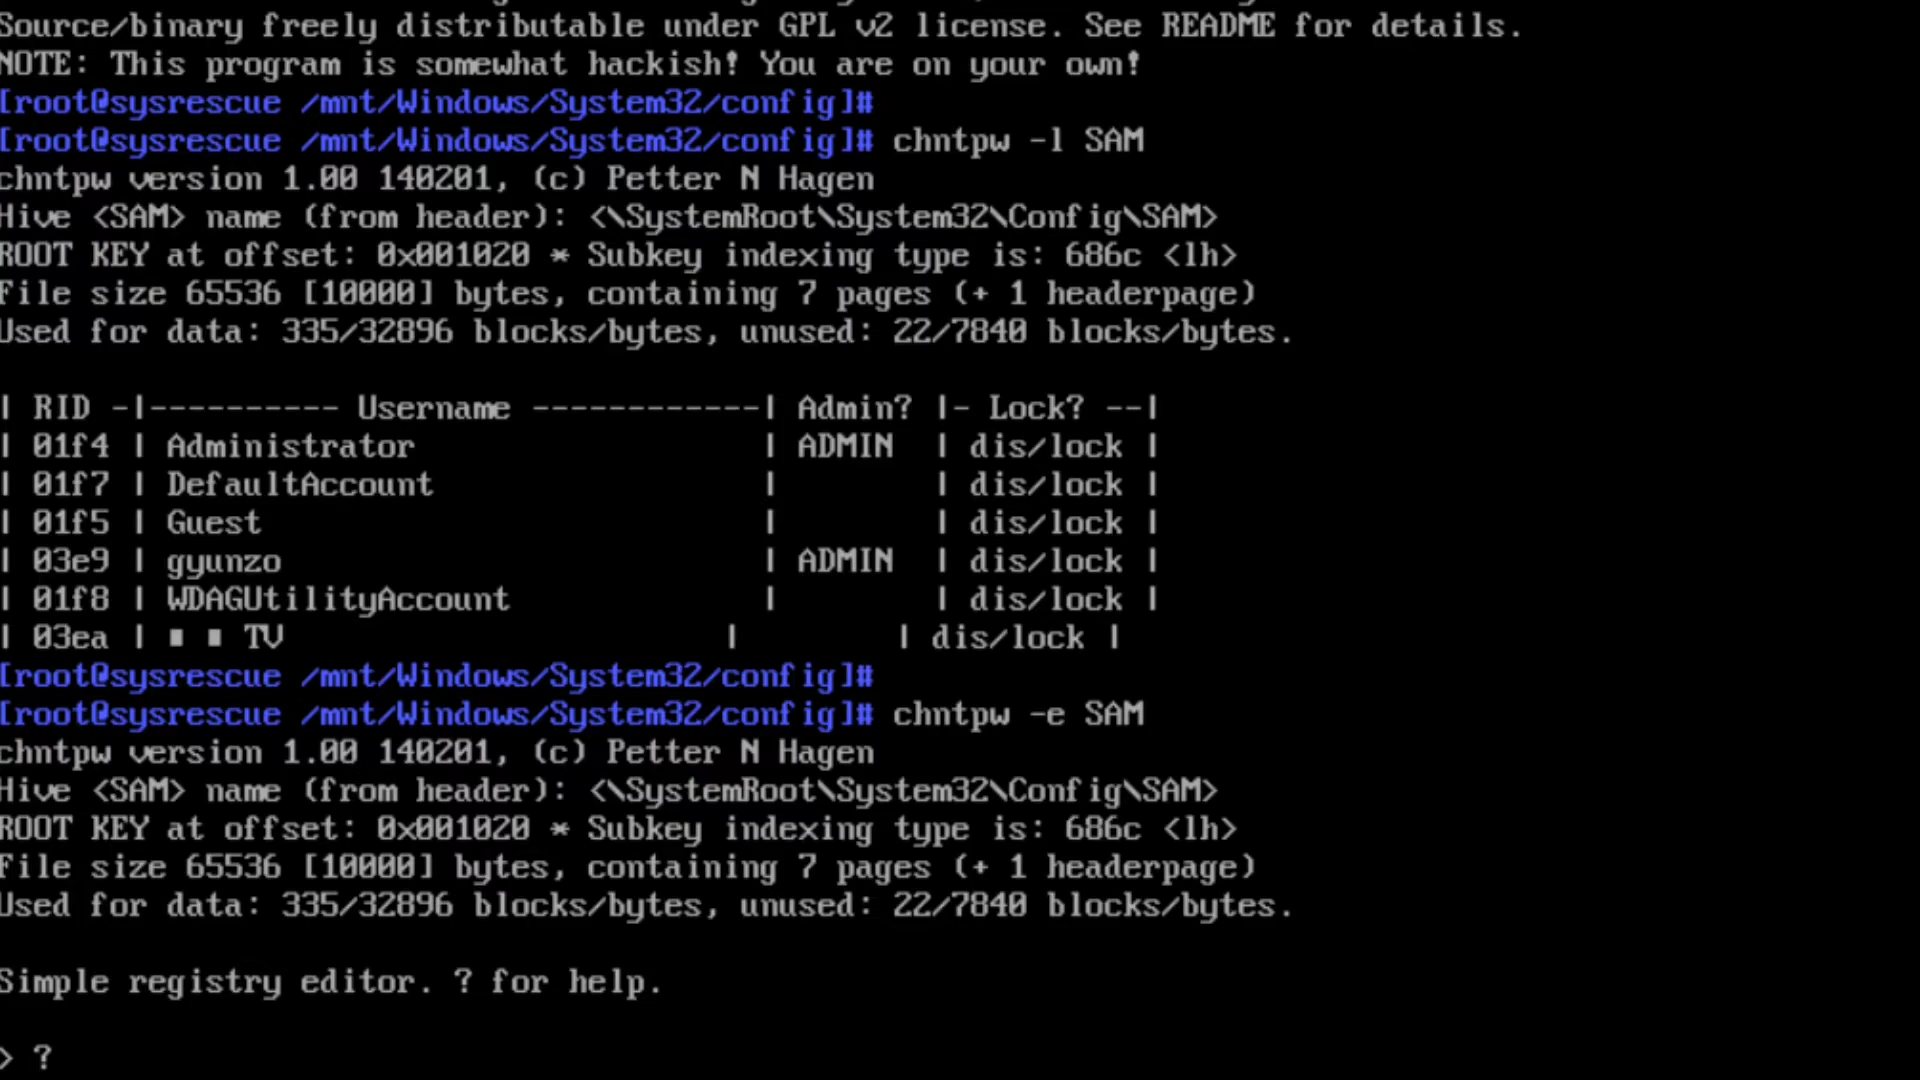 Source/binary freely distributable under GPL v2 license. See README for details.
NOTE: This program is somewhat hackish! You are on your own!
[root@sysrescue /mnt/Windows/System32/config]#
[root@sysrescue /mnt/Windows/System32/config]# chntpw -l SAM
chntpw version 1.00 140201, (c) Petter N Hagen
Hive <SAM> name (from header): <\SystemRoot\System32\Config\SAM>
ROOT KEY at offset: 0x001020 * Subkey indexing type is: 686c <lh>
File size 65536 [10000] bytes, containing 7 pages (+ 1 headerpage)
Used for data: 335/32896 blocks/bytes, unused: 22/7840 blocks/bytes.
| RID -|---------- Username ------------| Admin? |- Lock? --|
| 01f4 | Administrator                  | ADMIN  | dis/lock |
| 01f7 | DefaultAccount                 |        | dis/lock |
| 01f5 | Guest                          |        | dis/lock |
| 03e9 | gyunzo                         | ADMIN  | dis/lock |
| 01f8 | WDAGUtilityAccount             |        | dis/lock |
| 03ea | ▪ ▪ TV                       |        | dis/lock |
[root@sysrescue /mnt/Windows/System32/config]#
[root@sysrescue /mnt/Windows/System32/config]# chntpw -e SAM
chntpw version 1.00 140201, (c) Petter N Hagen
Hive <SAM> name (from header): <\SystemRoot\System32\Config\SAM>
ROOT KEY at offset: 0x001020 * Subkey indexing type is: 686c <lh>
File size 65536 [10000] bytes, containing 7 pages (+ 1 headerpage)
Used for data: 335/32896 blocks/bytes, unused: 22/7840 blocks/bytes.
Simple registry editor. ? for help.
> ?